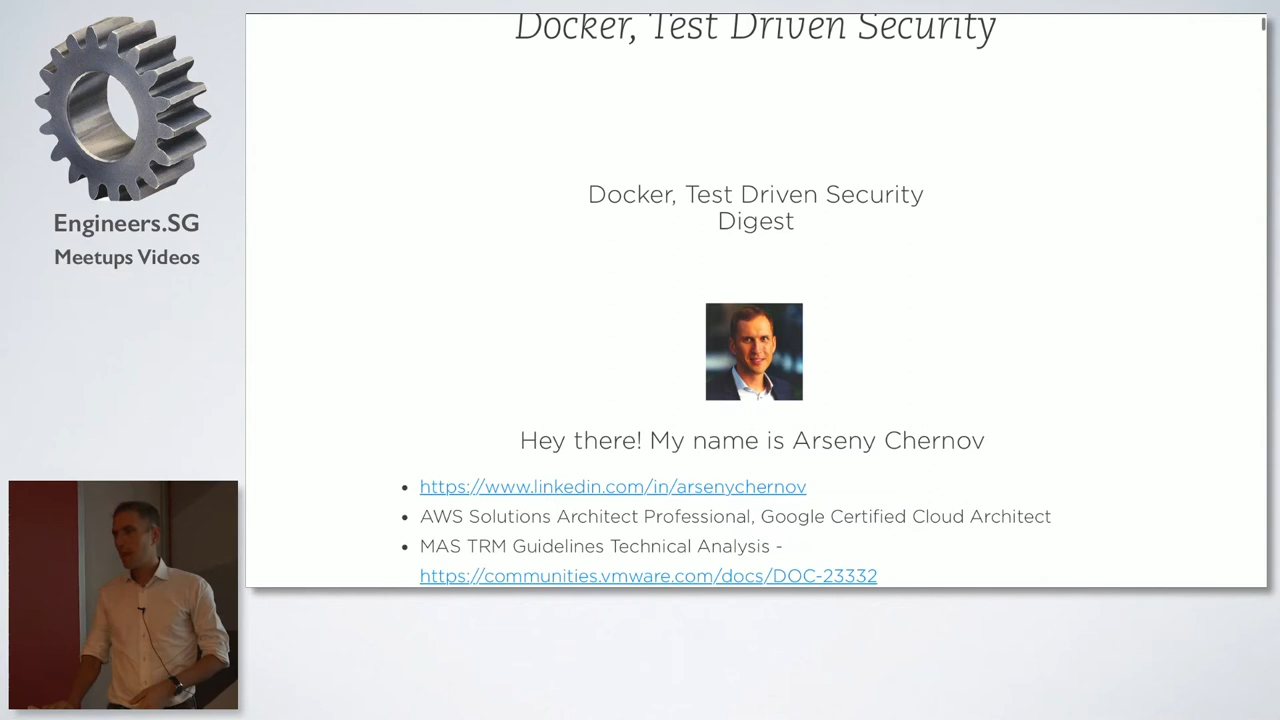 Docker, Test Driven Security
Engineers.SG
Meetups Videos
Docker, Test Driven Security
Digest
Hey there! My name is Arseny Chernov
https://www.linkedin.com/in/arsenychernov
AWS Solutions Architect Professional, Google Certified Cloud Architect
MAS TRM Guidelines Technical Analysis -
https://communities.vmware.com/docs/DOC-23332